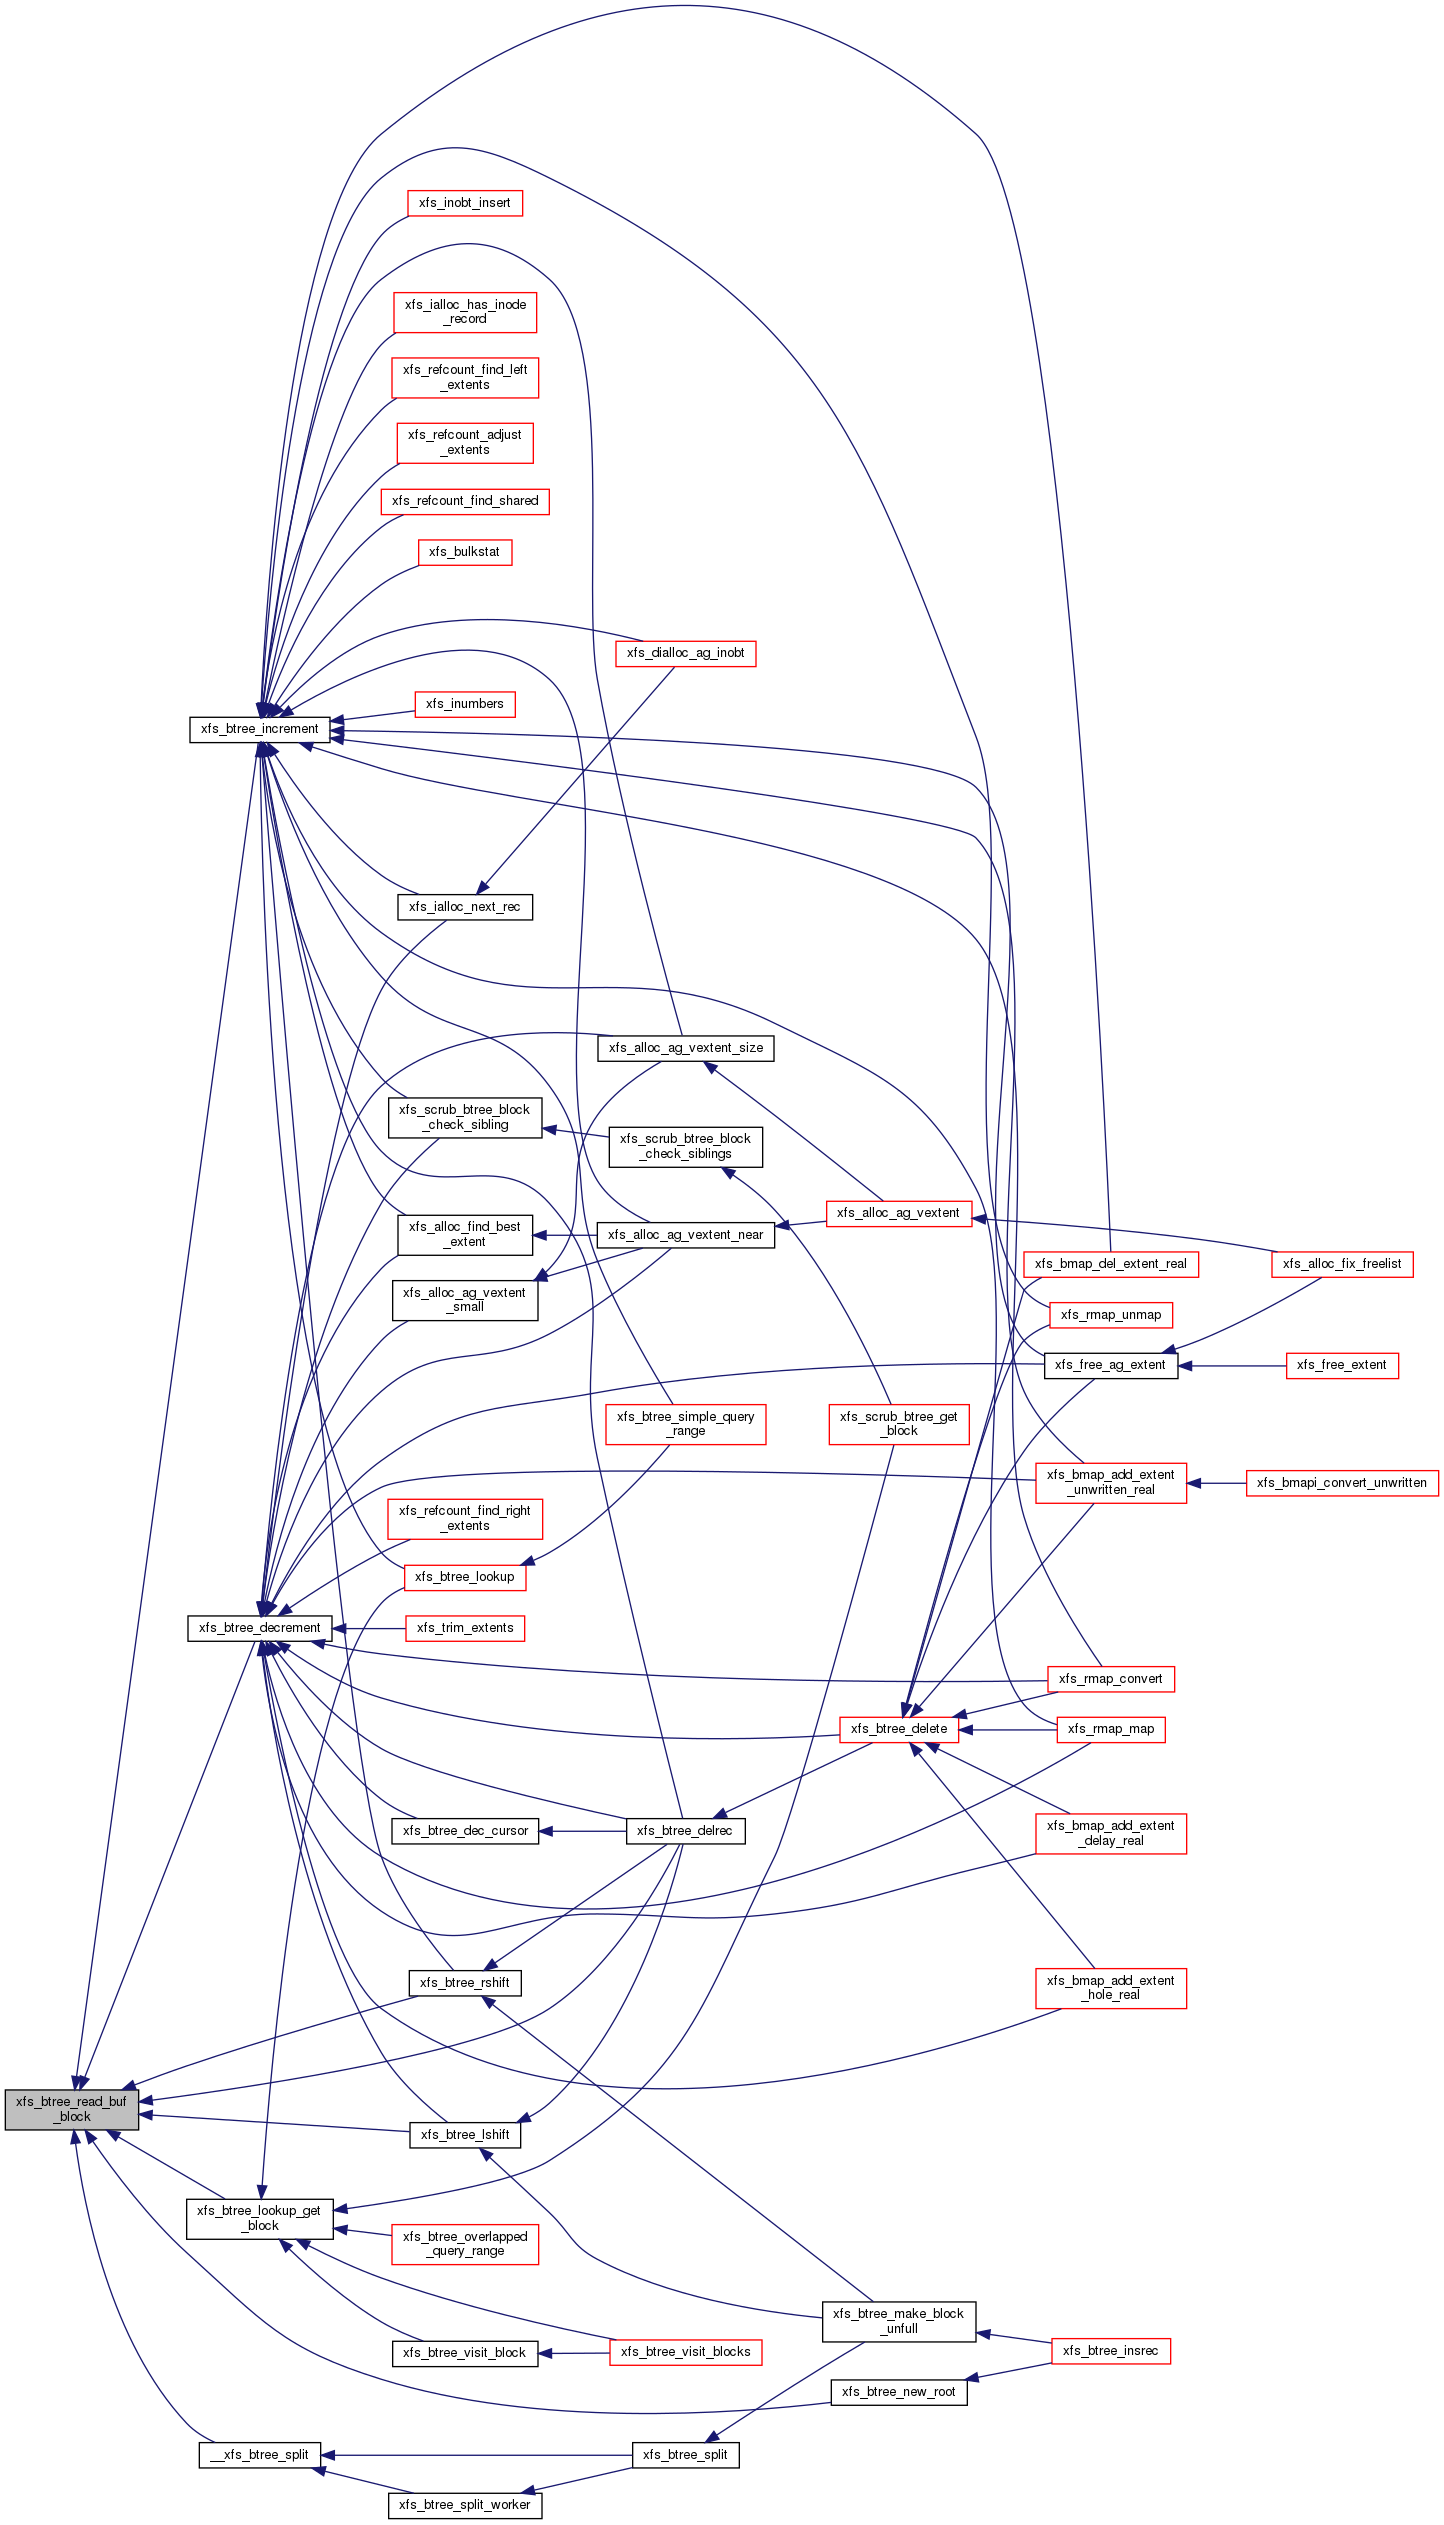 xfs_inobt_insert
xfs_ialloc_has_inode
_record
xfs_refcount_find_left
_extents
xfs_refcount_adjust
_extents
xfs_refcount_find_shared
xfs_bulkstat
xfs_dialloc_ag_inobt
xfs_inumbers
xfs_btree_increment
xfs_ialloc_next_rec
xfs_alloc_ag_vextent_size
xfs_scrub_btree_block
_check_sibling
xfs_scrub_btree_block
_check_siblings
xfs_alloc_ag_vextent
xfs_alloc_find_best
_extent
xfs_alloc_ag_vextent_near
xfs_bmap_del_extent_real
xfs_alloc_fix_freelist
xfs_alloc_ag_vextent
_small
xfs_rmap_unmap
xfs_free_ag_extent
xfs_free_extent
xfs_btree_simple_query
_range
xfs_scrub_btree_get
_block
xfs_bmap_add_extent
_unwritten_real
xfs_bmapi_convert_unwritten
xfs_refcount_find_right
_extents
xfs_btree_lookup
xfs_btree_decrement
xfs_trim_extents
xfs_rmap_convert
xfs_btree_delete
xfs_rmap_map
xfs_btree_dec_cursor
xfs_btree_delrec
xfs_bmap_add_extent
_delay_real
xfs_btree_rshift
xfs_bmap_add_extent
_hole_real
xfs_btree_read_buf
_block
xfs_btree_lshift
xfs_btree_lookup_get
_block
xfs_btree_overlapped
_query_range
xfs_btree_make_block
_unfull
xfs_btree_visit_block
xfs_btree_visit_blocks
xfs_btree_insrec
xfs_btree_new_root
__xfs_btree_split
xfs_btree_split
xfs_btree_split_worker